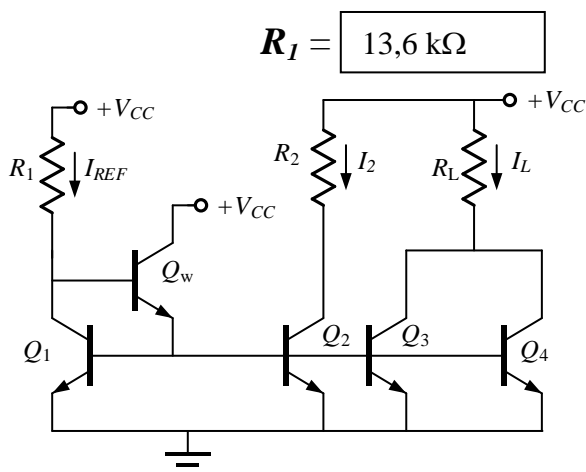 R1 = 13,6 kΩ
+VCC
+VCC
R1
IREF
R2
I2
RL
IL
+VCC
Qw
Q1
Q2
Q3
Q4